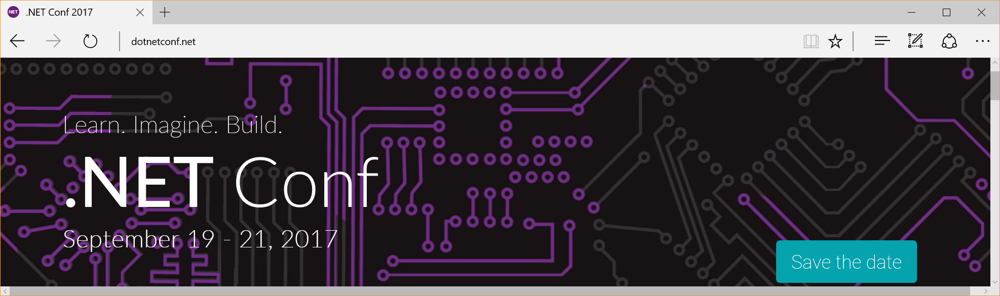 NET .NET Conf 2017
dotnetconf.net
Learn. Imagine. Build.
.NET Conf
September 19 - 21, 2017
Save the date